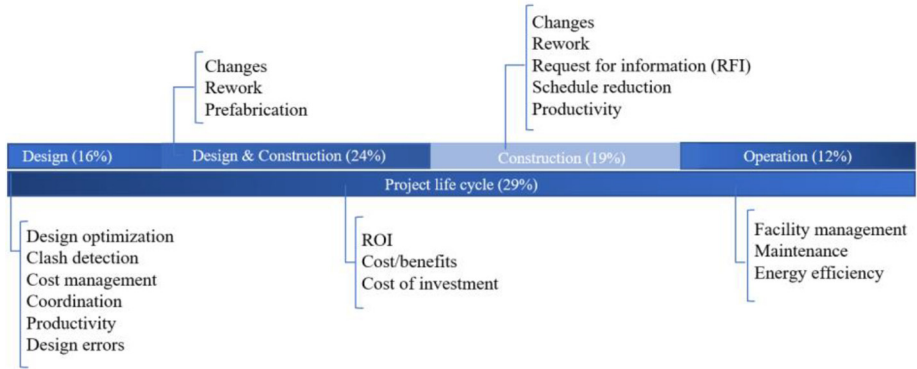 Changes
Rework
Prefabrication
Changes
Rework
Request for information (RFI)
Schedule reduction
Productivity
Design (16%)
Design & Construction (24%)
Construction (19%)
Operation (12%)
Project life cycle (29%)
Design optimization
Clash detection
Cost management
Coordination
Productivity
Design errors
ROI
Cost/benefits
Cost of investment
Facility management
Maintenance
Energy efficiency